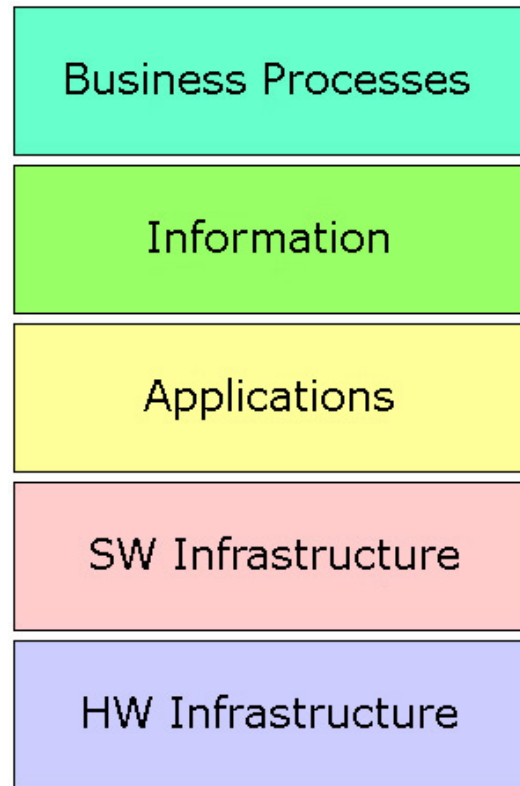 Business Processes
Information
Applications
SW Infrastructure
HW Infrastructure